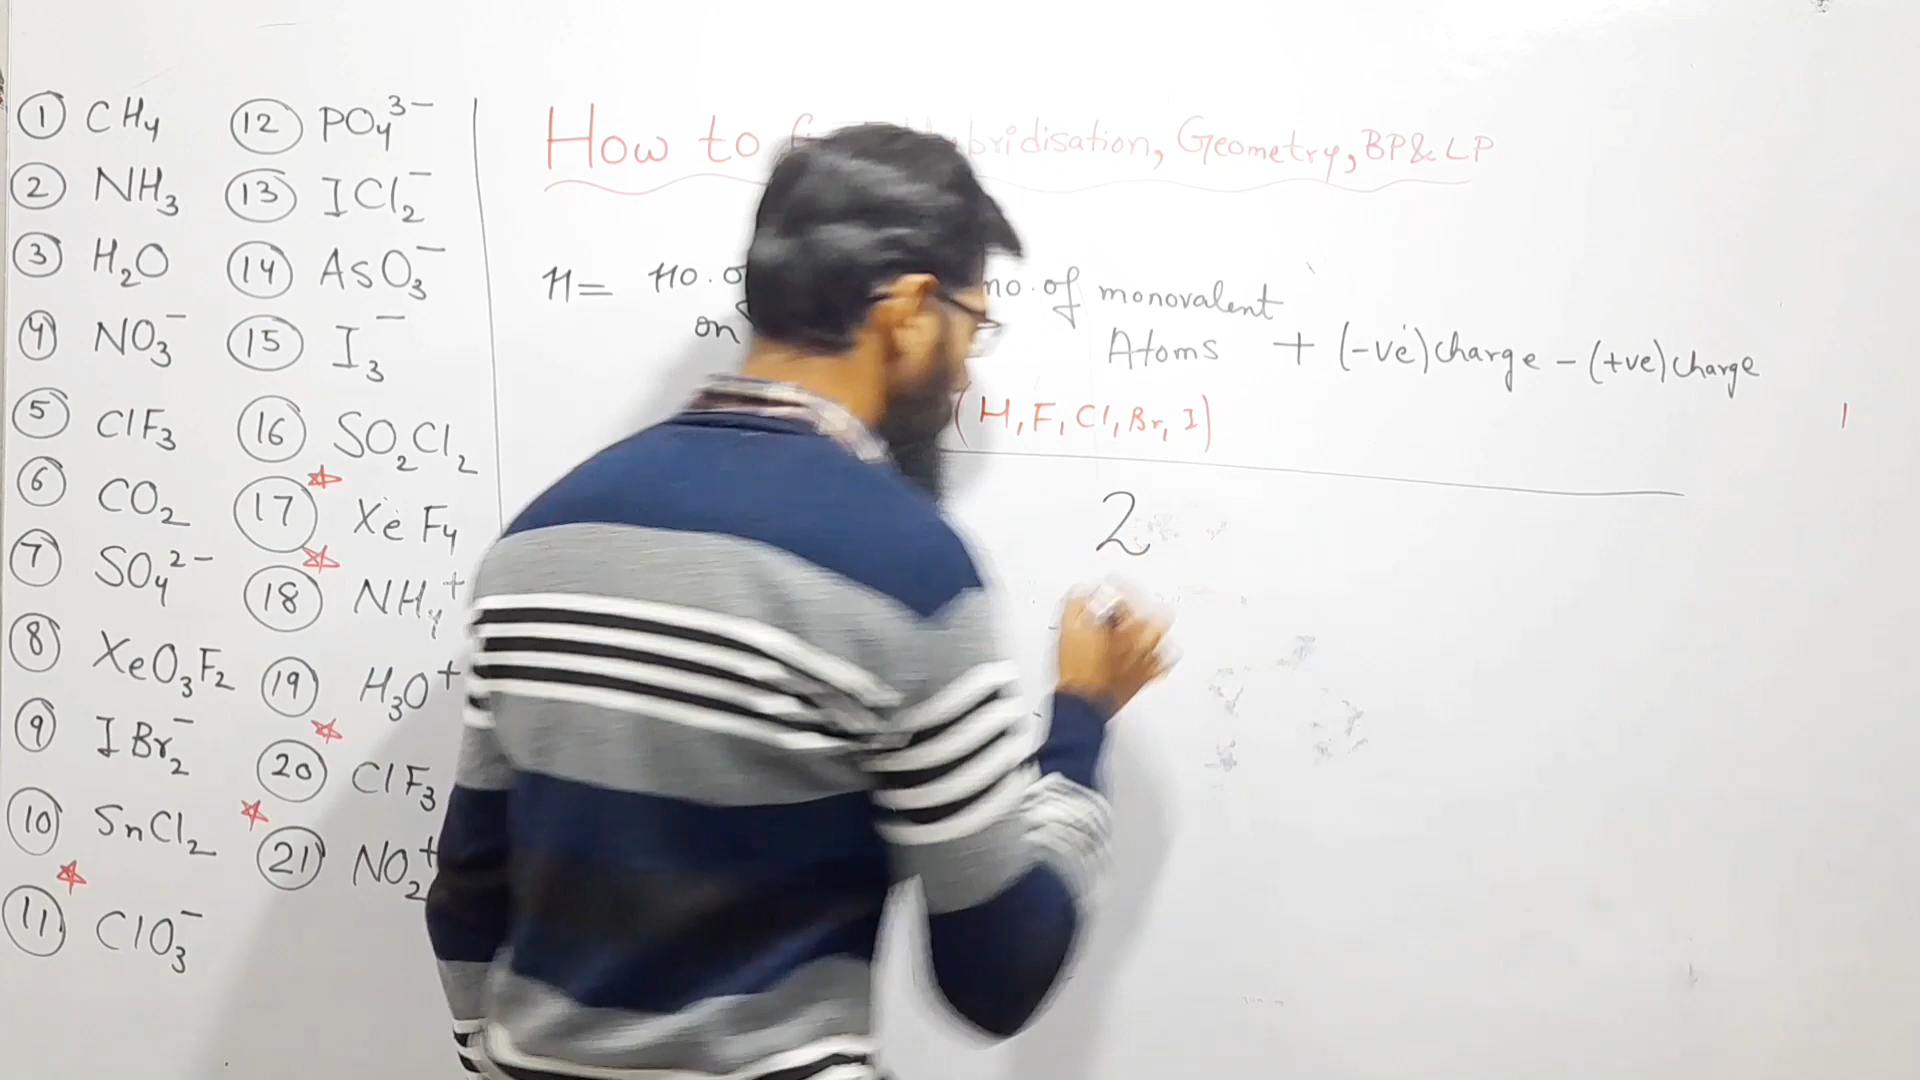 ① CH₄
② NH₃
③ H₂O
④ NO₃⁻
⑤ ClF₃
⑥ CO₂
⑦ SO₄²⁻
⑧ XeO₃F₂
⑨ IBr₂⁻
⑩ SnCl₂
⑪ ClO₃⁻
⑫ PO₄³⁻
⑬ ICl₂⁻
⑭ AsO₃⁻
⑮ I₃⁻
⑯ SO₂Cl₂
⑰ XeF₄
⑱ NH₄⁺
⑲ H₃O⁺
⑳ ClF₃
㉑ NO₂⁺
How to bridisation, Geometry, BP & LP
n = no. no. of monovalent
on Atoms + (-ve) charge - (+ve) charge
(H, F, Cl, Br, I)
2